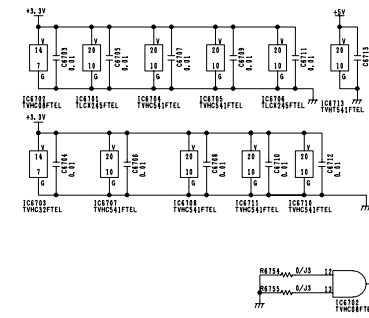 +3.3V
+5V
V 14 7 G C6703 0.01
V 20 10 G C6705 0.01
V 20 10 G C6707 0.01
V 20 10 G C6709 0.01
V 20 10 G C6711 0.01
V 20 10 G C6713
IC6702 TVHC08FTEL
IC6701 TLCX245FTEL
IC6704 TVHC541FTEL
IC6705 TVHC541FTEL
IC6706 TLCX245FTEL
IC6713 TVHT541FTEL
+3.3V
V 14 7 G C6704 0.01
V 20 10 G C6706 0.01
V 20 10 G C6708 0.01
V 20 10 G C6710 0.01
V 20 10 G C6712 0.01
IC6703 TVHC32FTEL
IC6707 TVHC541FTEL
IC6708 TVHC541FTEL
IC6711 TVHC541FTEL
IC6710 TVHC541FTEL
R6754 0/J3 12
R6755 0/J3 13
IC6702
TVHC08FTE